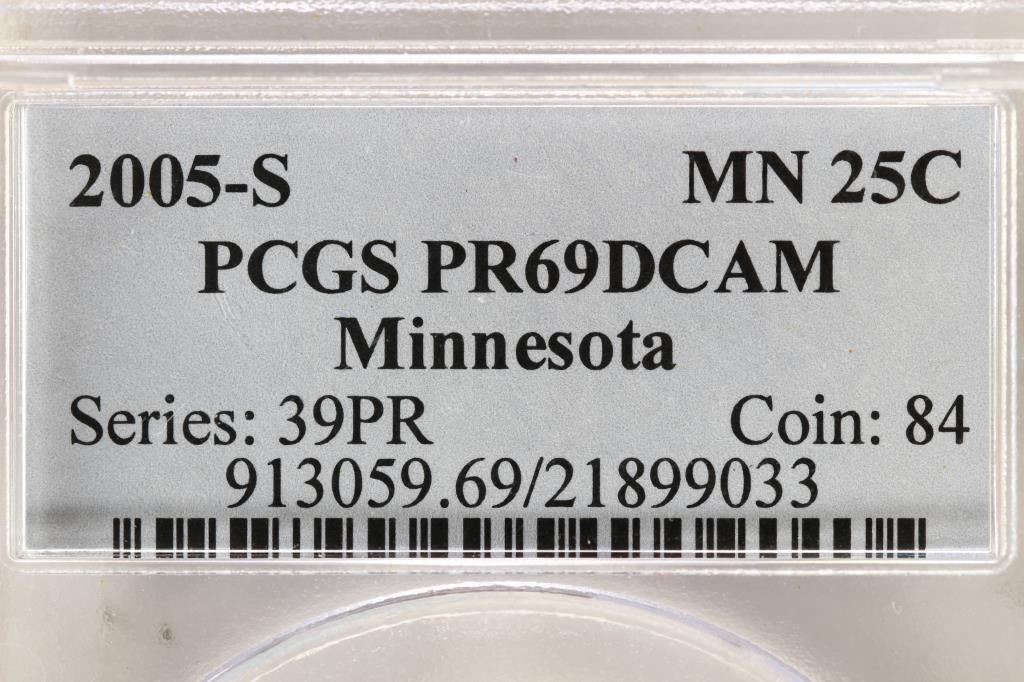 2005-S MN 25C
PCGS PR69DCAM
Minnesota
Series: 39PR Coin: 84
913059.69/21899033